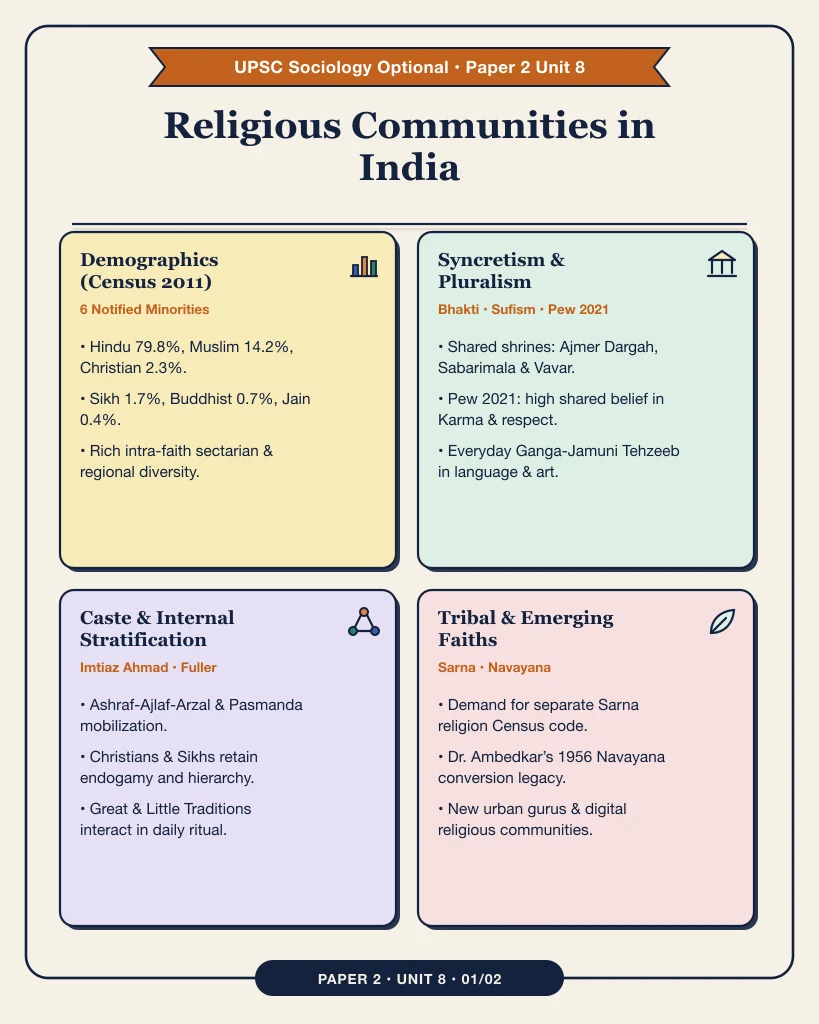 UPSC Sociology Optional • Paper 2 Unit 8
Religious Communities in
India
Demographics
(Census 2011)
6 Notified Minorities
• Hindu 79.8%, Muslim 14.2%,
Christian 2.3%.
• Sikh 1.7%, Buddhist 0.7%, Jain
0.4%.
• Rich intra-faith sectarian &
regional diversity.
Syncretism &
Pluralism
Bhakti • Sufism • Pew 2021
• Shared shrines: Ajmer Dargah,
Sabarimala & Vavar.
• Pew 2021: high shared belief in
Karma & respect.
• Everyday Ganga-Jamuni Tehzeeb
in language & art.
Caste & Internal
Stratification
Imtiaz Ahmad • Fuller
• Ashraf-Ajlaf-Arzal & Pasmanda
mobilization.
• Christians & Sikhs retain
endogamy and hierarchy.
• Great & Little Traditions
interact in daily ritual.
Tribal & Emerging
Faiths
Sarna • Navayana
• Demand for separate Sarna
religion Census code.
• Dr. Ambedkar’s 1956 Navayana
conversion legacy.
• New urban gurus & digital
religious communities.
PAPER 2 • UNIT 8 • 01/02